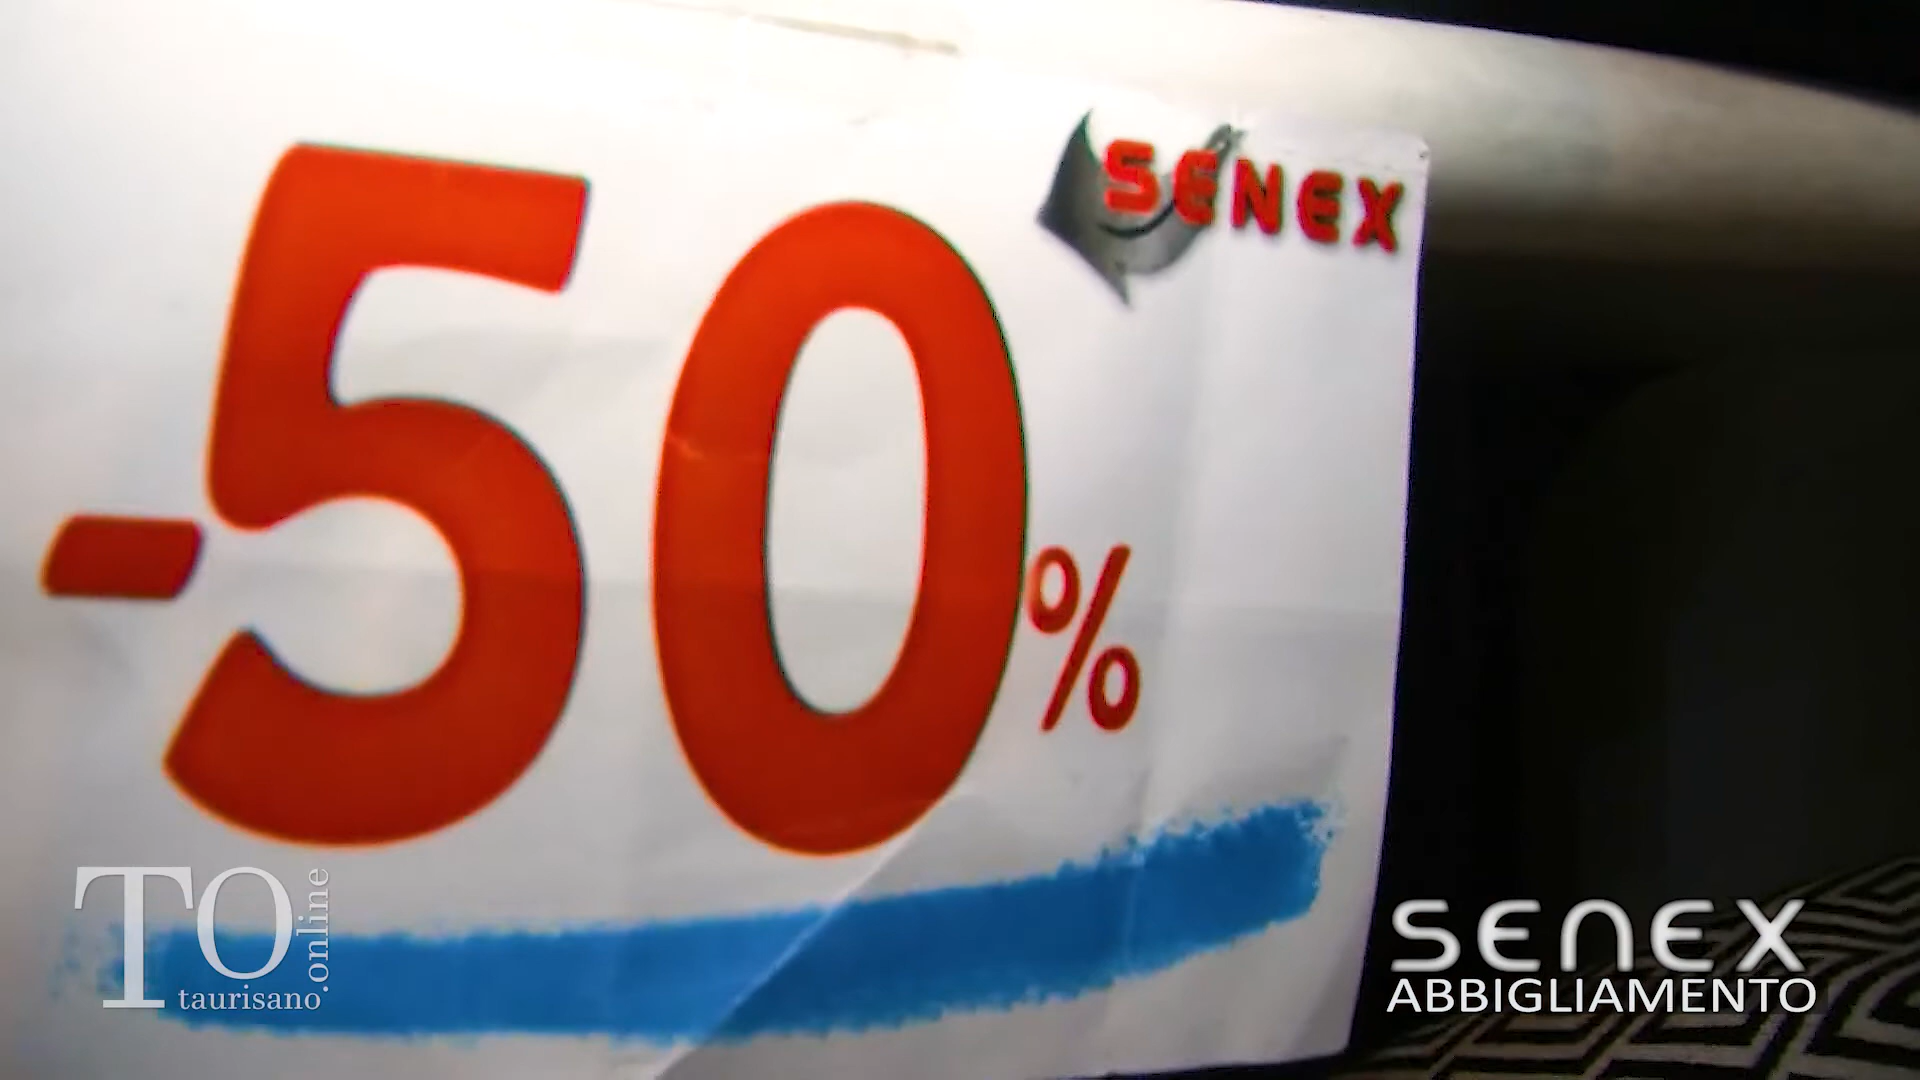 SENEX
-50%
TO
.online
taurisano
SENEX
ABBIGLIAMENTO